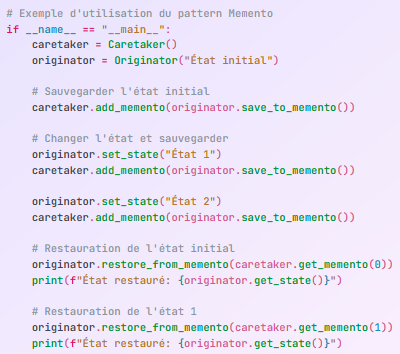 # Exemple d'utilisation du pattern Memento
if __name__ == "__main__":
    caretaker = Caretaker()
    originator = Originator("État initial")

    # Sauvegarder l'état initial
    caretaker.add_memento(originator.save_to_memento())

    # Changer l'état et sauvegarder
    originator.set_state("État 1")
    caretaker.add_memento(originator.save_to_memento())

    originator.set_state("État 2")
    caretaker.add_memento(originator.save_to_memento())

    # Restauration de l'état initial
    originator.restore_from_memento(caretaker.get_memento(0))
    print(f"État restauré: {originator.get_state()}")

    # Restauration de l'état 1
    originator.restore_from_memento(caretaker.get_memento(1))
    print(f"État restauré: {originator.get_state()}")